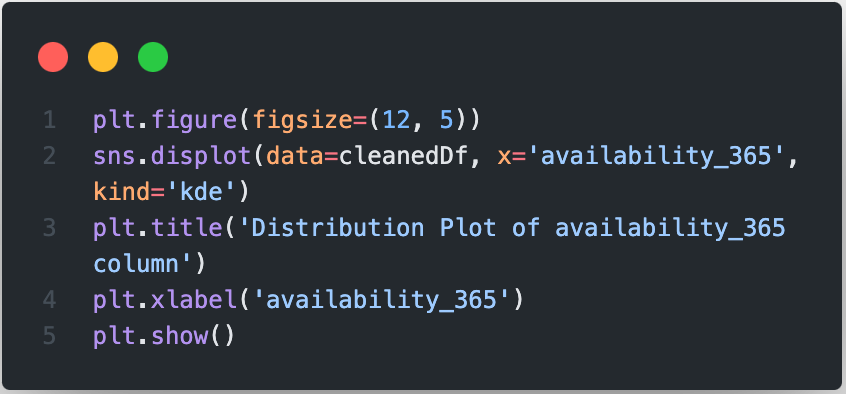 1 plt.figure(figsize=(12, 5))
2 sns.displot(data=cleanedDf, x='availability_365',
kind='kde')
3 plt.title('Distribution Plot of availability_365
column')
4 plt.xlabel('availability_365')
5 plt.show()